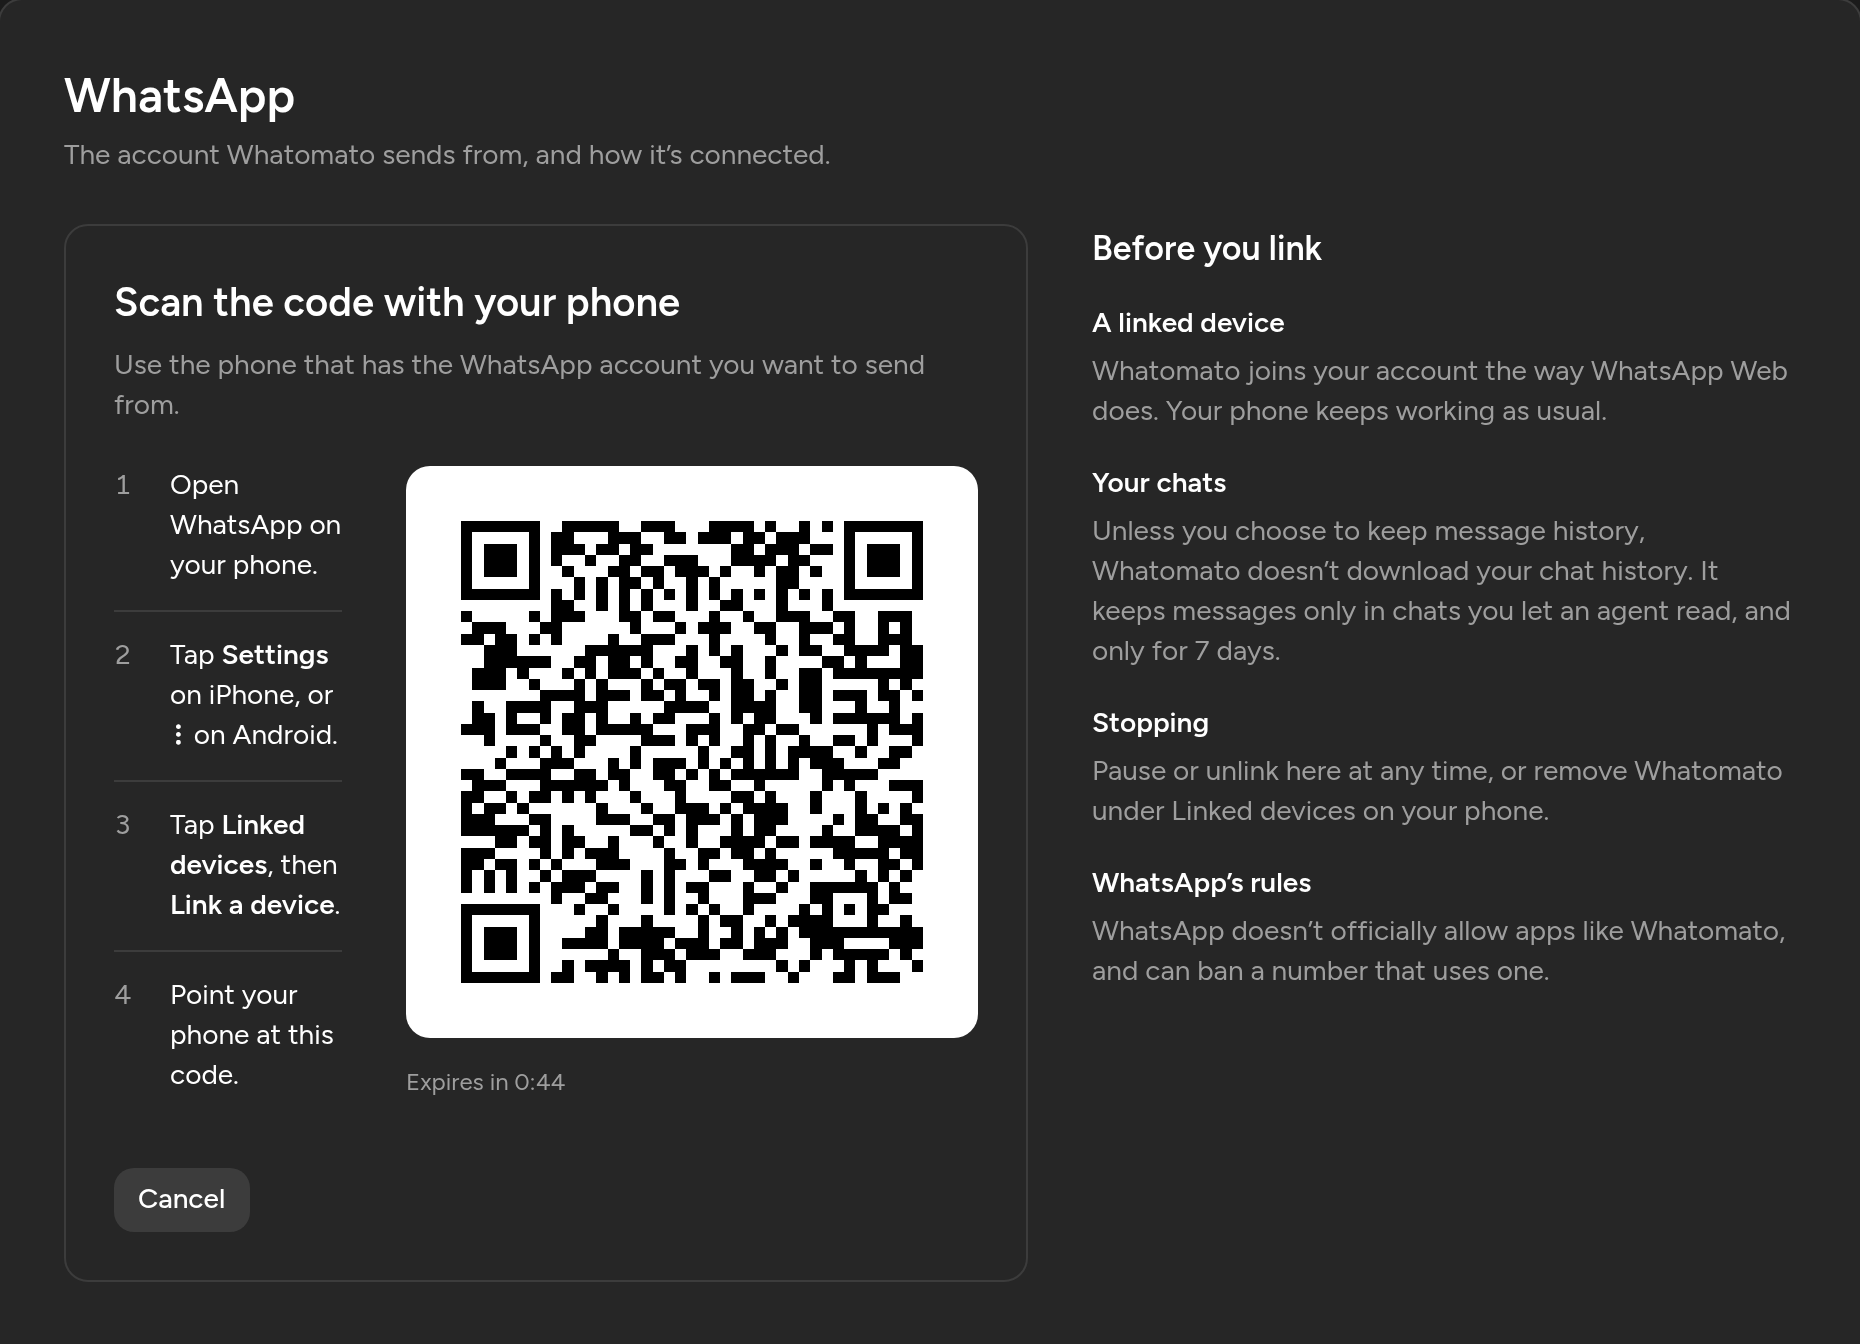 WhatsApp
The account Whatomato sends from, and how it’s connected.
Scan the code with your phone
Use the phone that has the WhatsApp account you want to send
from.
1 Open
WhatsApp on
your phone.
2 Tap Settings
on iPhone, or
⋮ on Android.
3 Tap Linked
devices, then
Link a device.
4 Point your
phone at this
code.
Expires in 0:44
Cancel
Before you link
A linked device
Whatomato joins your account the way WhatsApp Web
does. Your phone keeps working as usual.
Your chats
Unless you choose to keep message history,
Whatomato doesn’t download your chat history. It
keeps messages only in chats you let an agent read, and
only for 7 days.
Stopping
Pause or unlink here at any time, or remove Whatomato
under Linked devices on your phone.
WhatsApp’s rules
WhatsApp doesn’t officially allow apps like Whatomato,
and can ban a number that uses one.